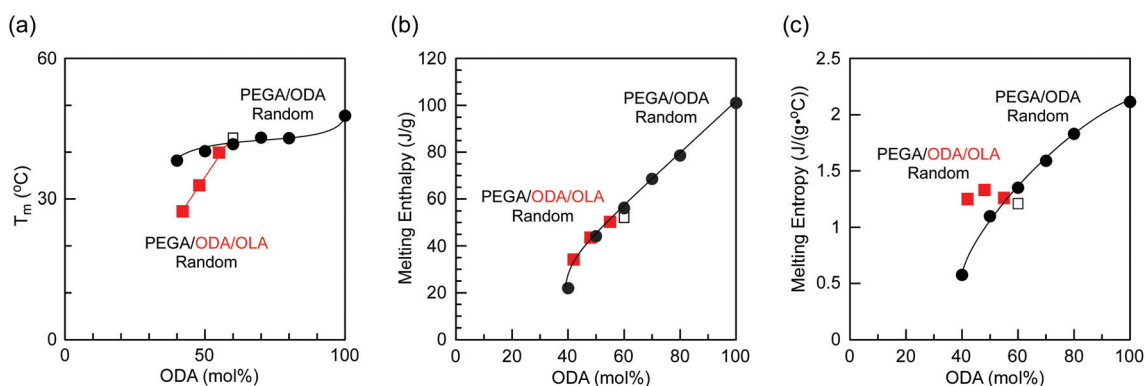 (a)
60
30
0
0
50
100
Tm (ºC)
ODA (mol%)
PEGA/ODA
Random
PEGA/ODA/OLA
Random
(b)
120
100
80
60
40
20
0
0
20
40
60
80
100
Melting Enthalpy (J/g)
ODA (mol%)
PEGA/ODA
Random
PEGA/ODA/OLA
Random
(c)
2.5
2
1.5
1
0.5
0
0
20
40
60
80
100
Melting Entropy (J/(g•ºC))
ODA (mol%)
PEGA/ODA
Random
PEGA/ODA/OLA
Random